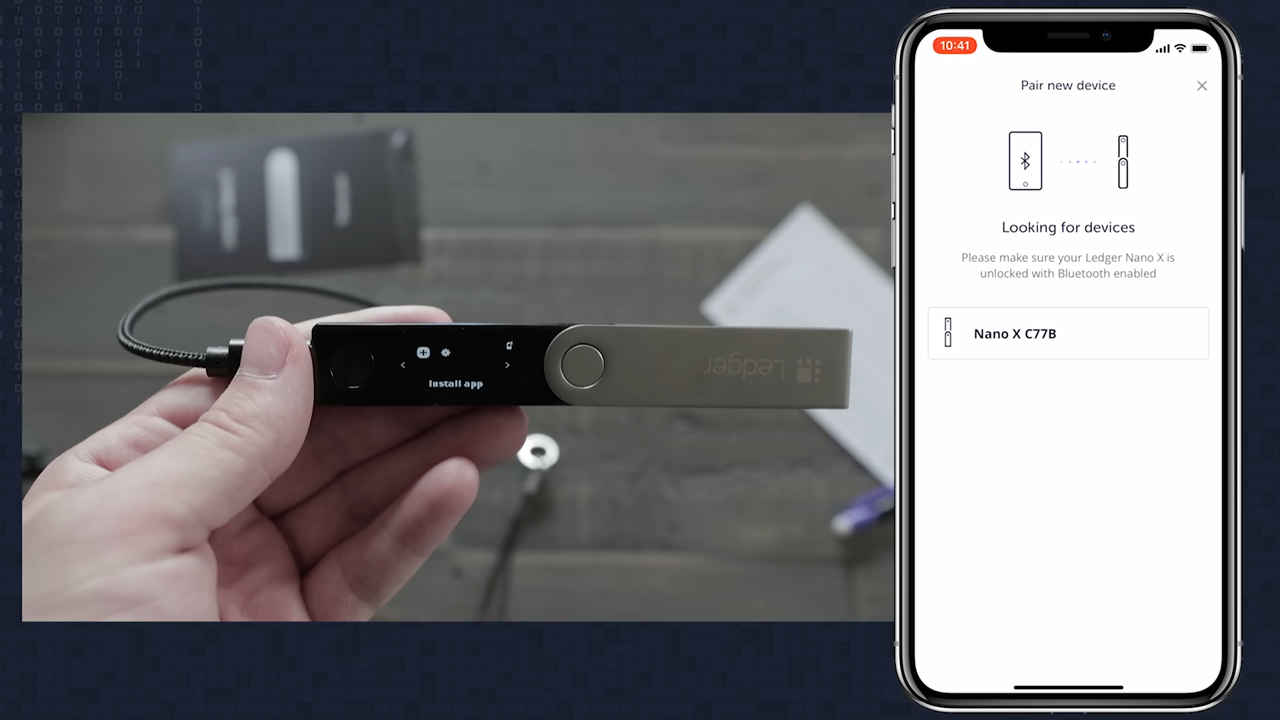 Install app
Ledger
10:41
Pair new device
Looking for devices
Please make sure your Ledger Nano X is
unlocked with Bluetooth enabled
Nano X C77B